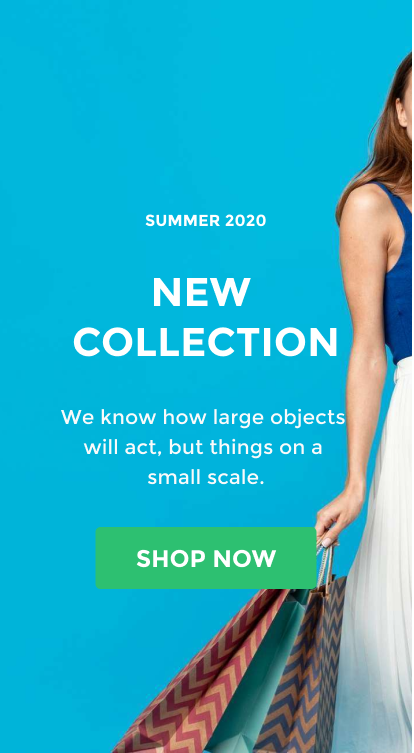 SUMMER 2020
NEW
COLLECTION
We know how large objects
will act, but things on a
small scale.
SHOP NOW